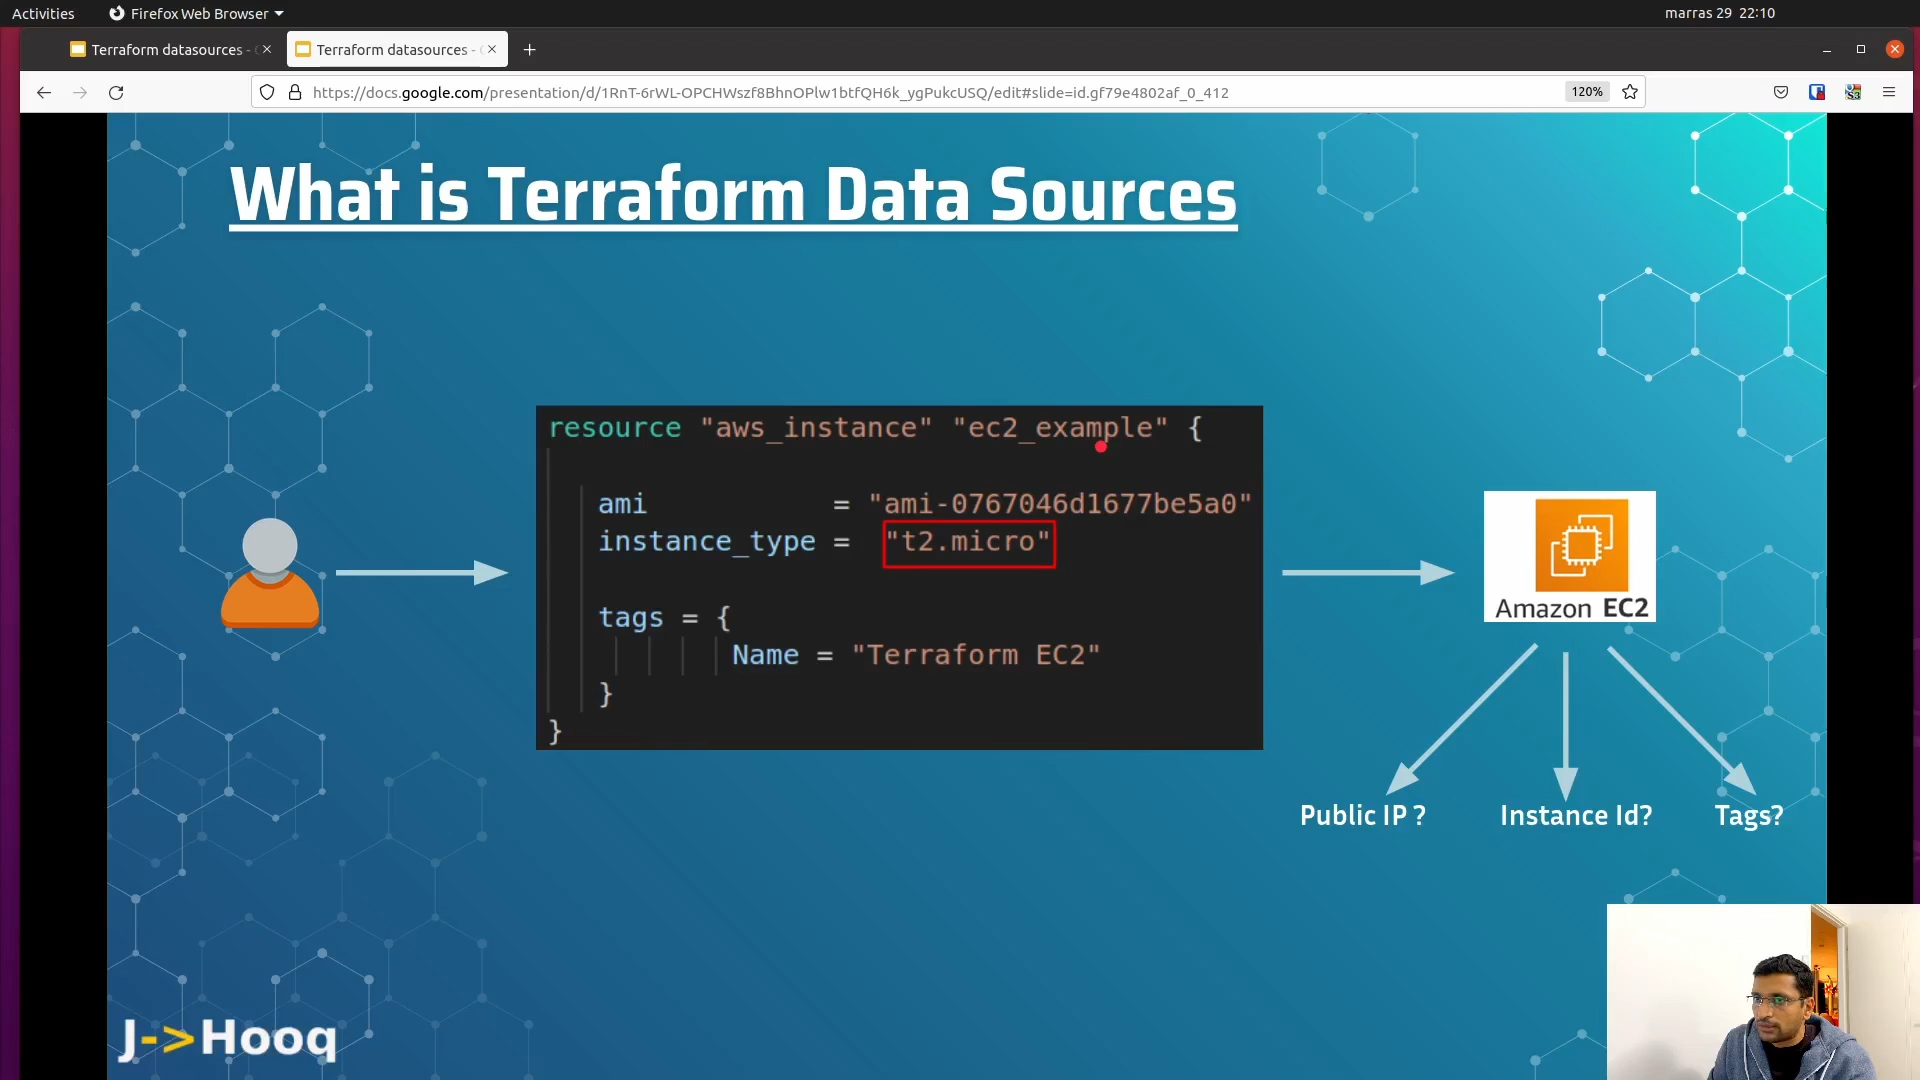 Activities
Firefox Web Browser
marras 29 22:10
Terraform datasources -
Terraform datasources -
https://docs.google.com/presentation/d/1RnT-6rWL-OPCHWszf8BhnOPlw1btfQH6k_ygPukcUSQ/edit#slide=id.gf79e4802af_0_412
120%
What is Terraform Data Sources
resource "aws_instance" "ec2_example" {
ami = "ami-0767046d1677be5a0"
instance_type = "t2.micro"
tags = {
Name = "Terraform EC2"
}
}
Amazon EC2
Public IP ?
Instance Id?
Tags?
J->Hooq